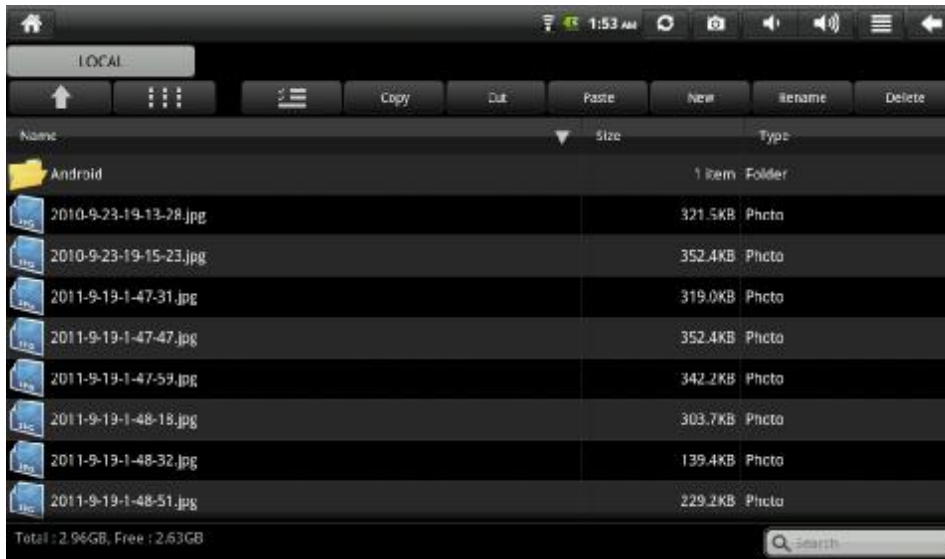 1:53 AM
LOCAL
Copy Cut Paste New Rename Delete
Name Size Type
Android 1 item Folder
2010-9-23-19-13-28.jpg 321.5KB Photo
2010-9-23-19-15-23.jpg 352.4KB Photo
2011-9-19-1-47-31.jpg 319.0KB Photo
2011-9-19-1-47-47.jpg 352.4KB Photo
2011-9-19-1-47-59.jpg 342.2KB Photo
2011-9-19-1-48-18.jpg 303.7KB Photo
2011-9-19-1-48-32.jpg 139.4KB Photo
2011-9-19-1-48-51.jpg 229.2KB Photo
Total : 2.96GB, Free : 2.63GB
Search